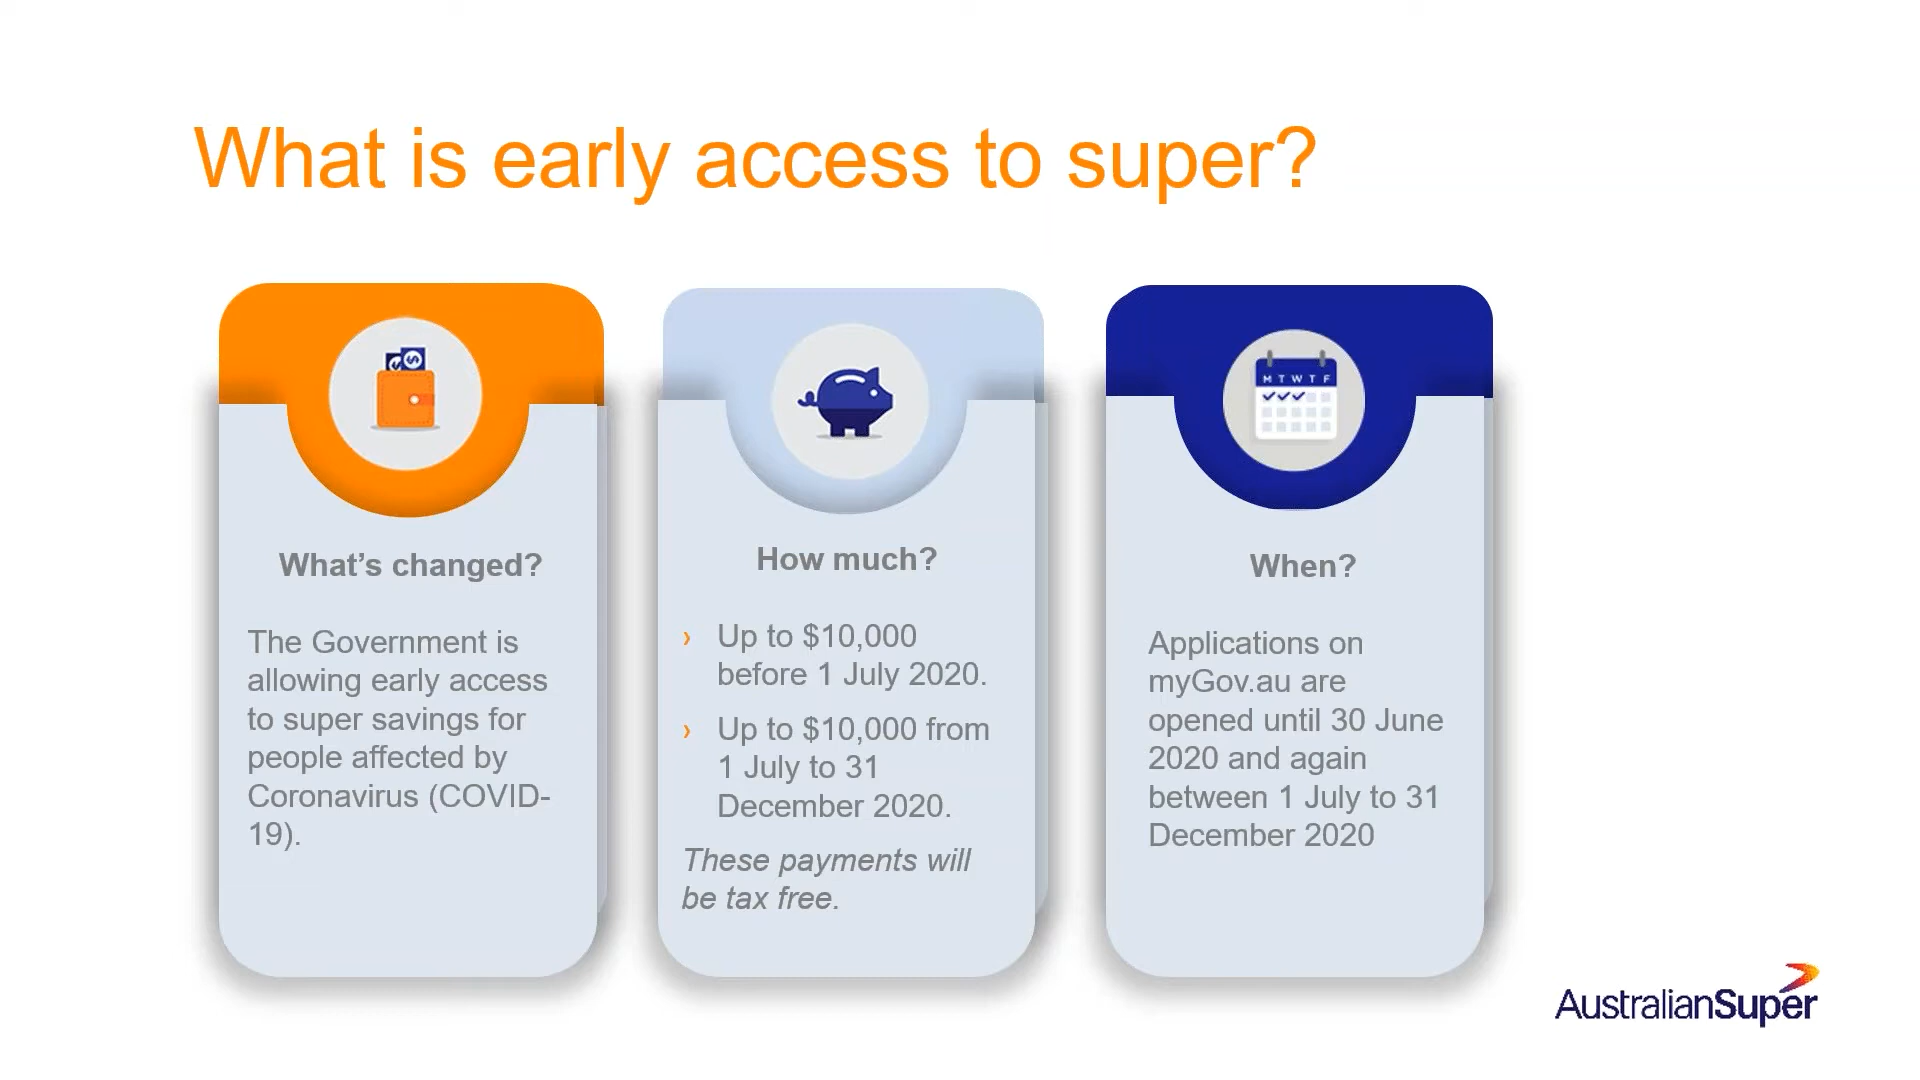 What is early access to super?
M T W T F
What's changed?
The Government is
allowing early access
to super savings for
people affected by
Coronavirus (COVID-
19).
How much?
› Up to $10,000
before 1 July 2020.
› Up to $10,000 from
1 July to 31
December 2020.
These payments will
be tax free.
When?
Applications on
myGov.au are
opened until 30 June
2020 and again
between 1 July to 31
December 2020
AustralianSuper